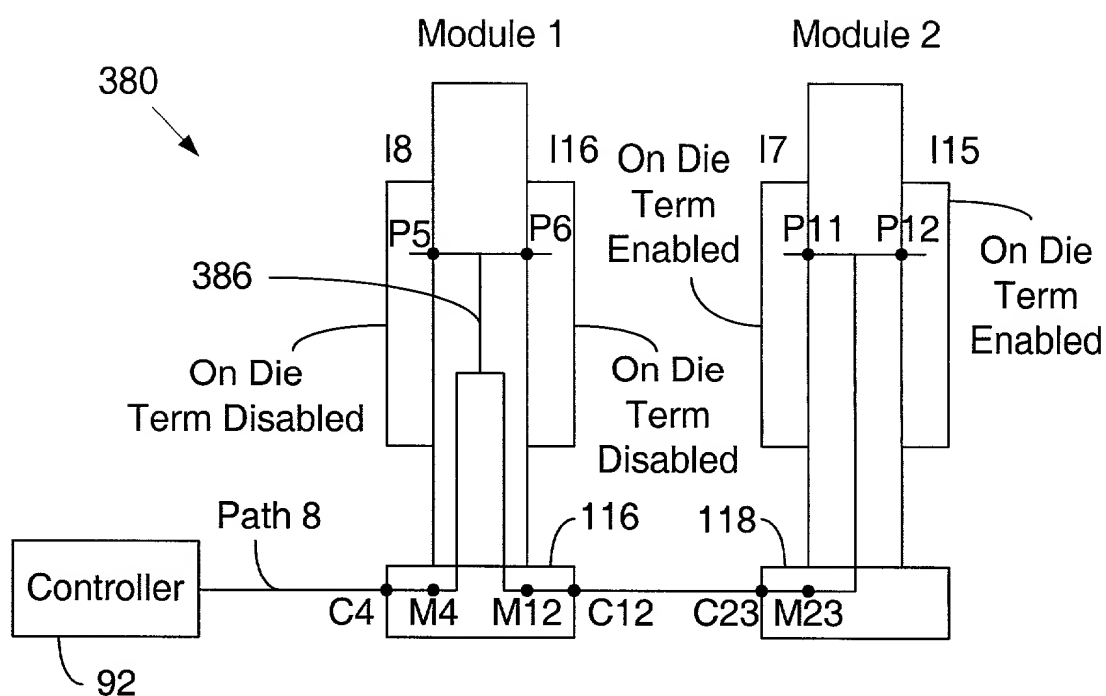 Module 1
Module 2
380
I8
I16
On Die
Term
Enabled
I7
I15
P5
P6
P11
P12
386
On Die
Term
Enabled
On Die
Term Disabled
On Die
Term
Disabled
Path 8
116
118
Controller
C4
M4
M12
C12
C23
M23
92